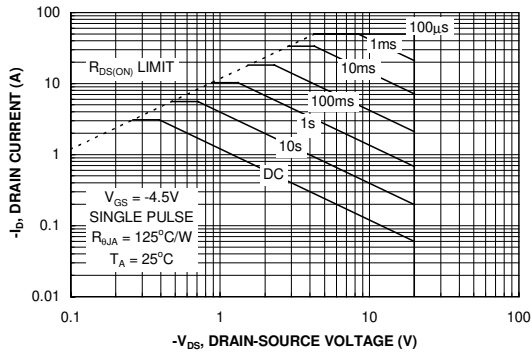 100
10
1
0.1
0.01
-I_D, DRAIN CURRENT (A)
R_DS(ON) LIMIT
100μs
1ms
10ms
100ms
1s
10s
DC
V_GS = -4.5V
SINGLE PULSE
R_θJA = 125°C/W
T_A = 25°C
0.1
1
10
100
-V_DS, DRAIN-SOURCE VOLTAGE (V)